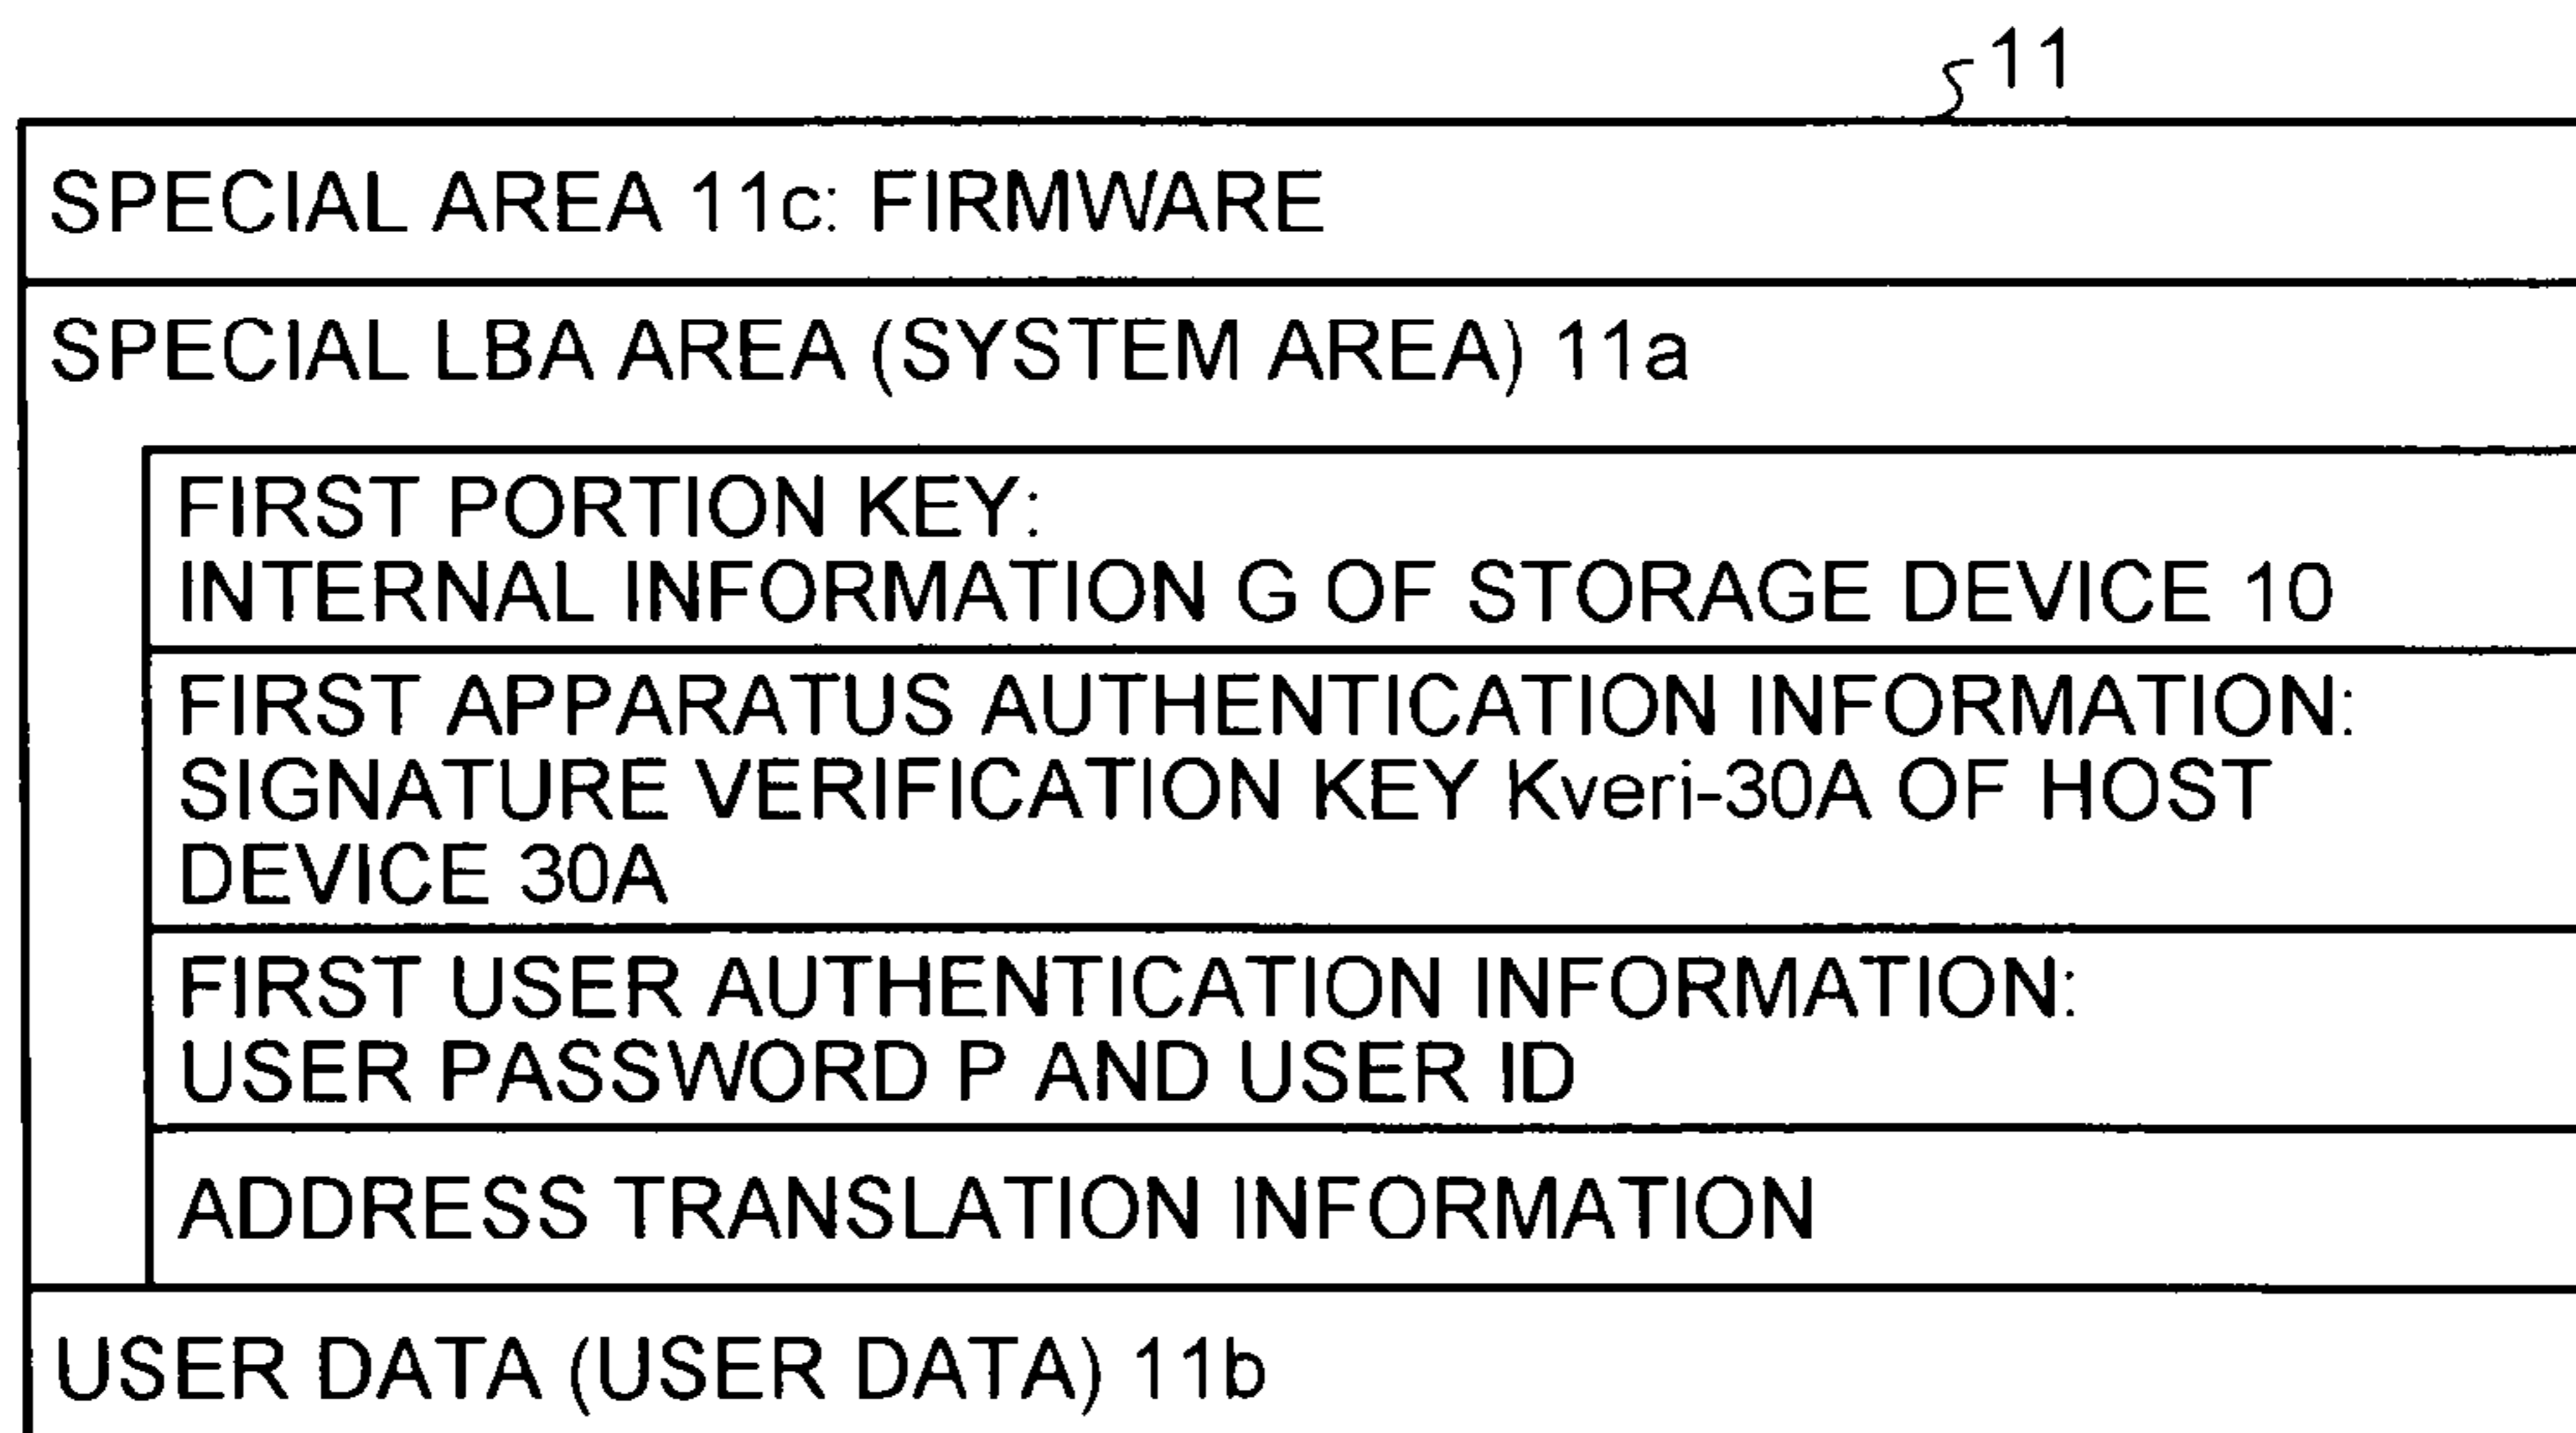 11
SPECIAL AREA 11c: FIRMWARE
SPECIAL LBA AREA (SYSTEM AREA) 11a
FIRST PORTION KEY:
INTERNAL INFORMATION G OF STORAGE DEVICE 10
FIRST APPARATUS AUTHENTICATION INFORMATION:
SIGNATURE VERIFICATION KEY Kveri-30A OF HOST
DEVICE 30A
FIRST USER AUTHENTICATION INFORMATION:
USER PASSWORD P AND USER ID
ADDRESS TRANSLATION INFORMATION
USER DATA (USER DATA) 11b